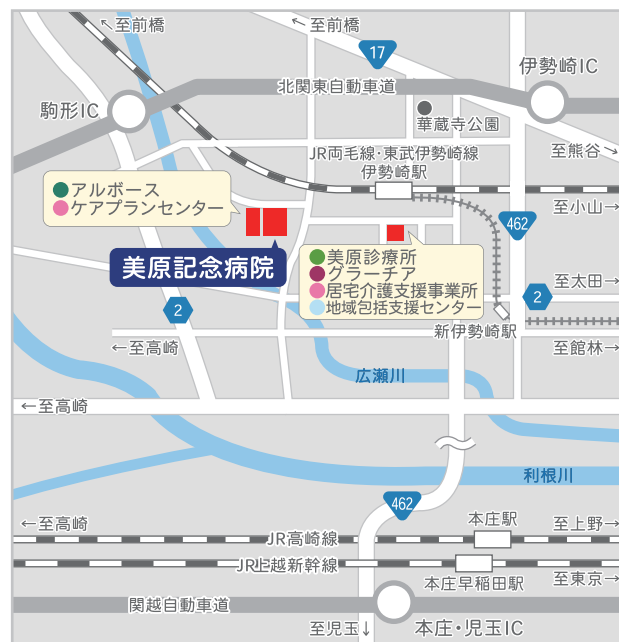 ↖至前橋
↖至前橋
17
北関東自動車道
伊勢崎IC
駒形IC
華蔵寺公園
至熊谷↘
JR両毛線・東武伊勢崎線
伊勢崎駅
アルボース
ケアプランセンター
至小山→
462
美原記念病院
美原診療所
グラーチア
居宅介護支援事業所
地域包括支援センター
至太田→
2
2
新伊勢崎駅
←至高崎
至館林→
広瀬川
←至高崎
利根川
462
←至高崎
本庄駅
至上野→
JR高崎線
JR上越新幹線
本庄早稲田駅
至東京→
関越自動車道
至児玉↓
本庄・児玉IC